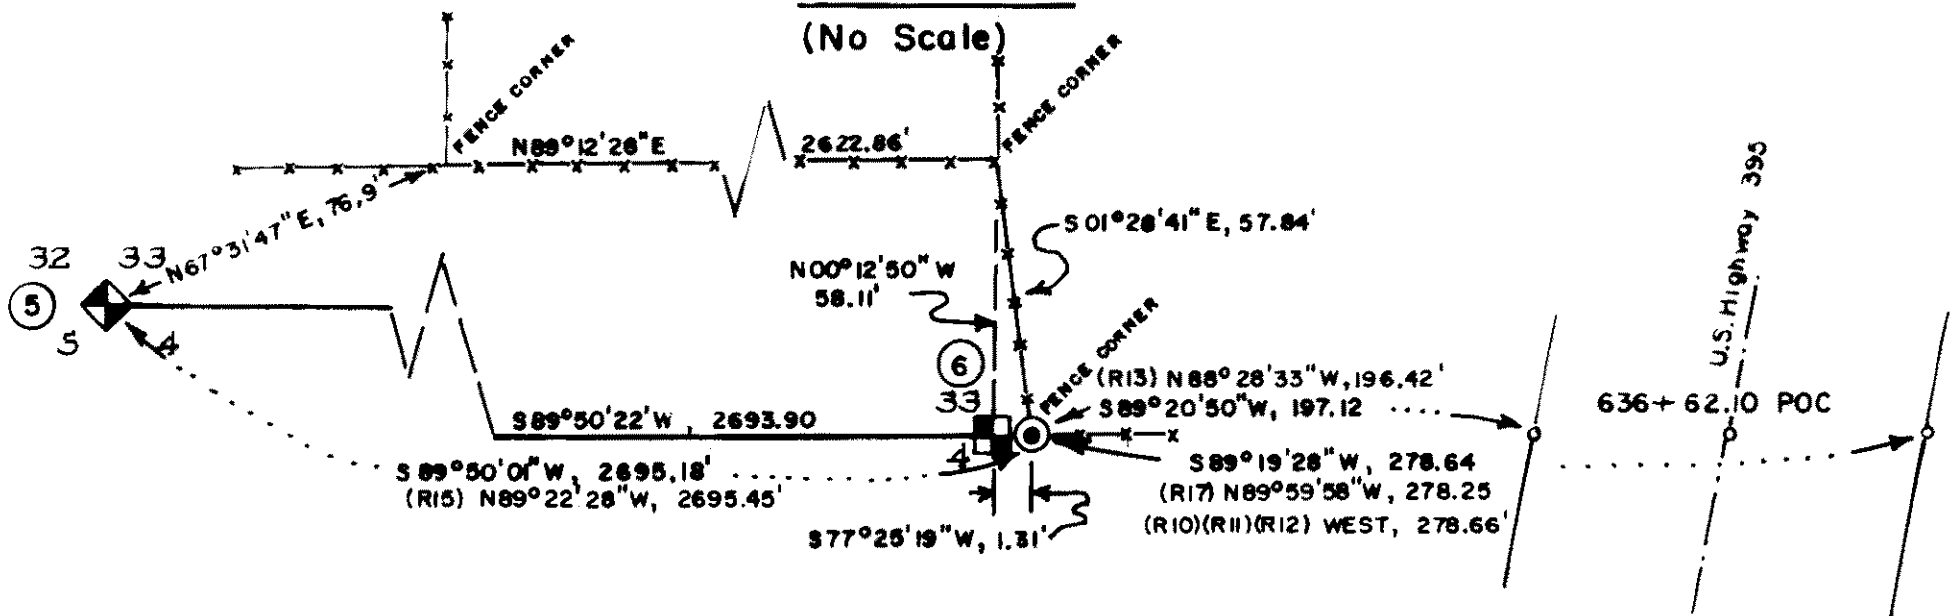 (No Scale)
FENCE CORNER
FENCE CORNER
N89°12'28"E
2622.86'
N67°31'47"E, 76.9'
S01°28'41"E, 57.84'
U.S. Highway 395
32 33
5
5 4
N00°12'50"W
58.11'
6
FENCE CORNER
33
4
(R13) N88°28'33"W, 196.42'
S89°20'50"W, 197.12
636+62.10 POC
S89°50'22'W, 2693.90
S89°50'01"W, 2695.18'
(R15) N89°22'28"W, 2695.45'
S89°19'28"W, 278.64
(R17) N89°59'58"W, 278.25
(R10)(R11)(R12) WEST, 278.66'
S77°25'19"W, 1.31'